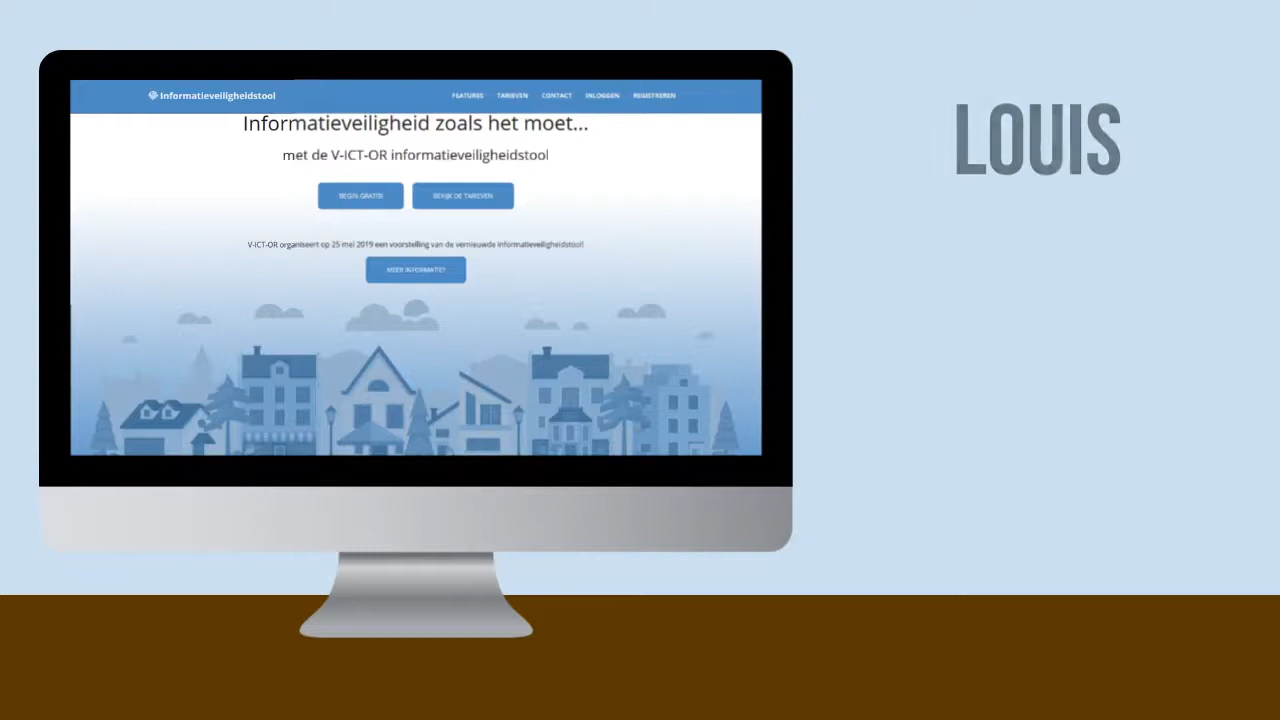 Informatieveiligheidstool
FEATURES TARIEVEN CONTACT INLOGGEN REGISTREREN
Informatieveiligheid zoals het moet...
met de V-ICT-OR informatieveiligheidstool
BEGIN GRATIS! BEKIJK DE TARIEVEN
V-ICT-OR organiseert op 25 mei 2019 een voorstelling van de vernieuwde informatieveiligheidstool!
MEER INFORMATIE?
LOUIS